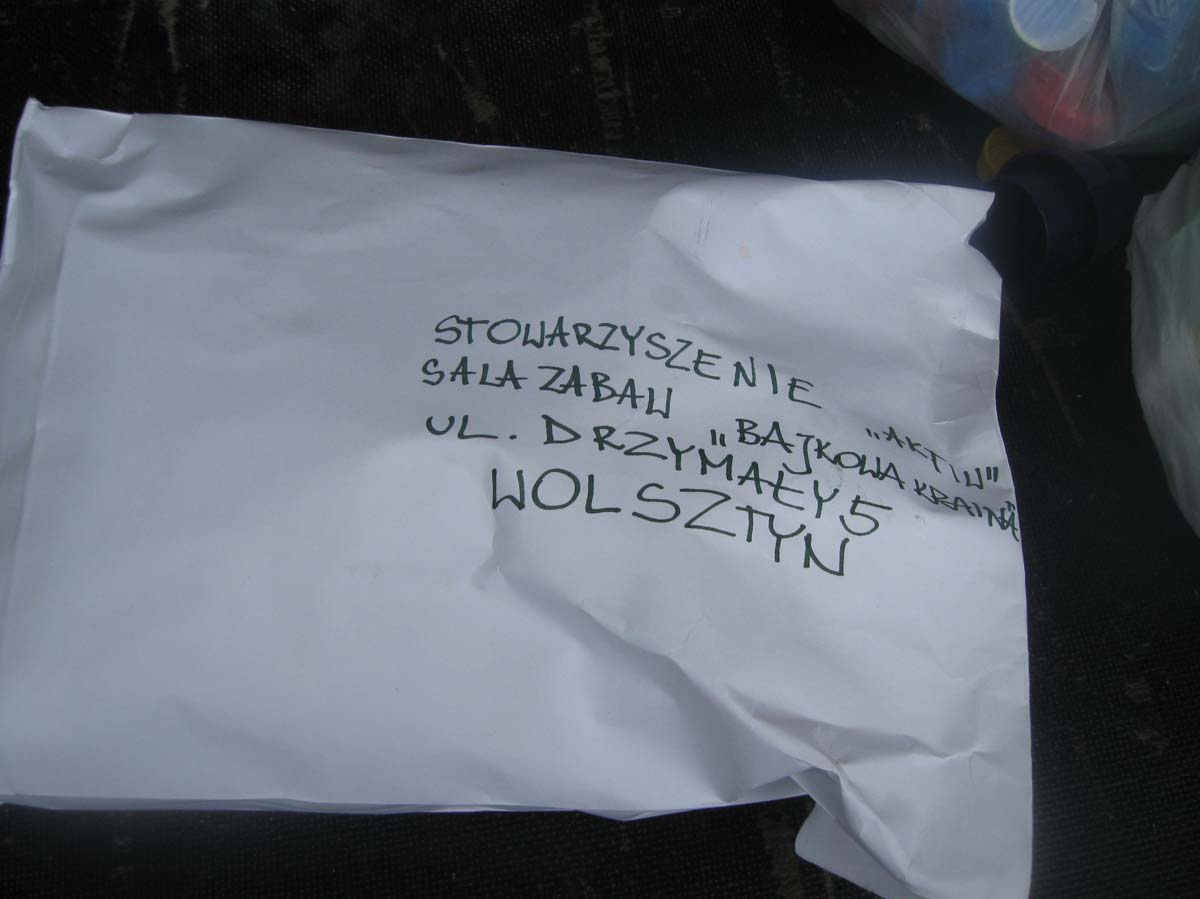 STOWARZYSZENIE "AKTIW"
SALA ZABAW "BAJKOWA KRAINA"
UL. DRZYMAŁY 5
WOLSZTYN